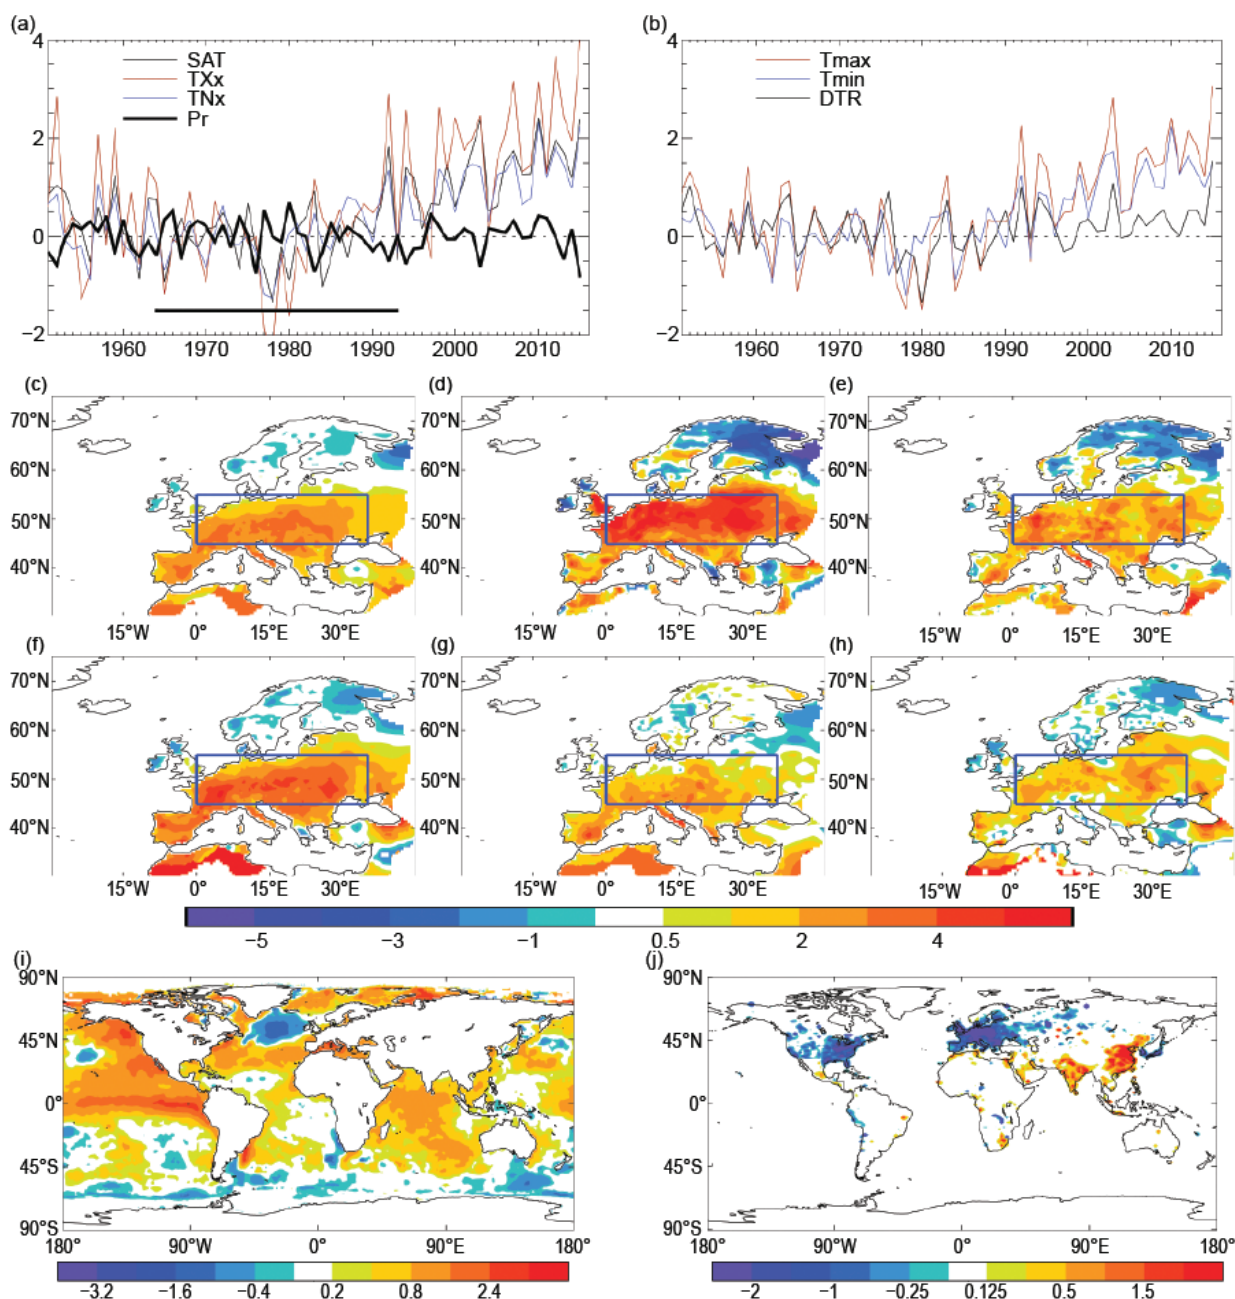 (a)
(b)
4
2
0
−2
SAT
TXx
TNx
Pr
Tmax
Tmin
DTR
1960 1970 1980 1990 2000 2010
1960 1970 1980 1990 2000 2010
(c) (d) (e)
70°N 70°N 70°N
60°N 60°N 60°N
50°N 50°N 50°N
40°N 40°N 40°N
15°W 0° 15°E 30°E 15°W 0° 15°E 30°E 15°W 0° 15°E 30°E
(f) (g) (h)
70°N 70°N 70°N
60°N 60°N 60°N
50°N 50°N 50°N
40°N 40°N 40°N
15°W 0° 15°E 30°E 15°W 0° 15°E 30°E 15°W 0° 15°E 30°E
−5 −3 −1 0.5 2 4
(i) (j)
90°N 90°N
45°N 45°N
0° 0°
45°S 45°S
90°S 90°S
180° 90°W 0° 90°E 180° 180° 90°W 0° 90°E 180°
−3.2 −1.6 −0.4 0.2 0.8 2.4 −2 −1 −0.25 0.125 0.5 1.5